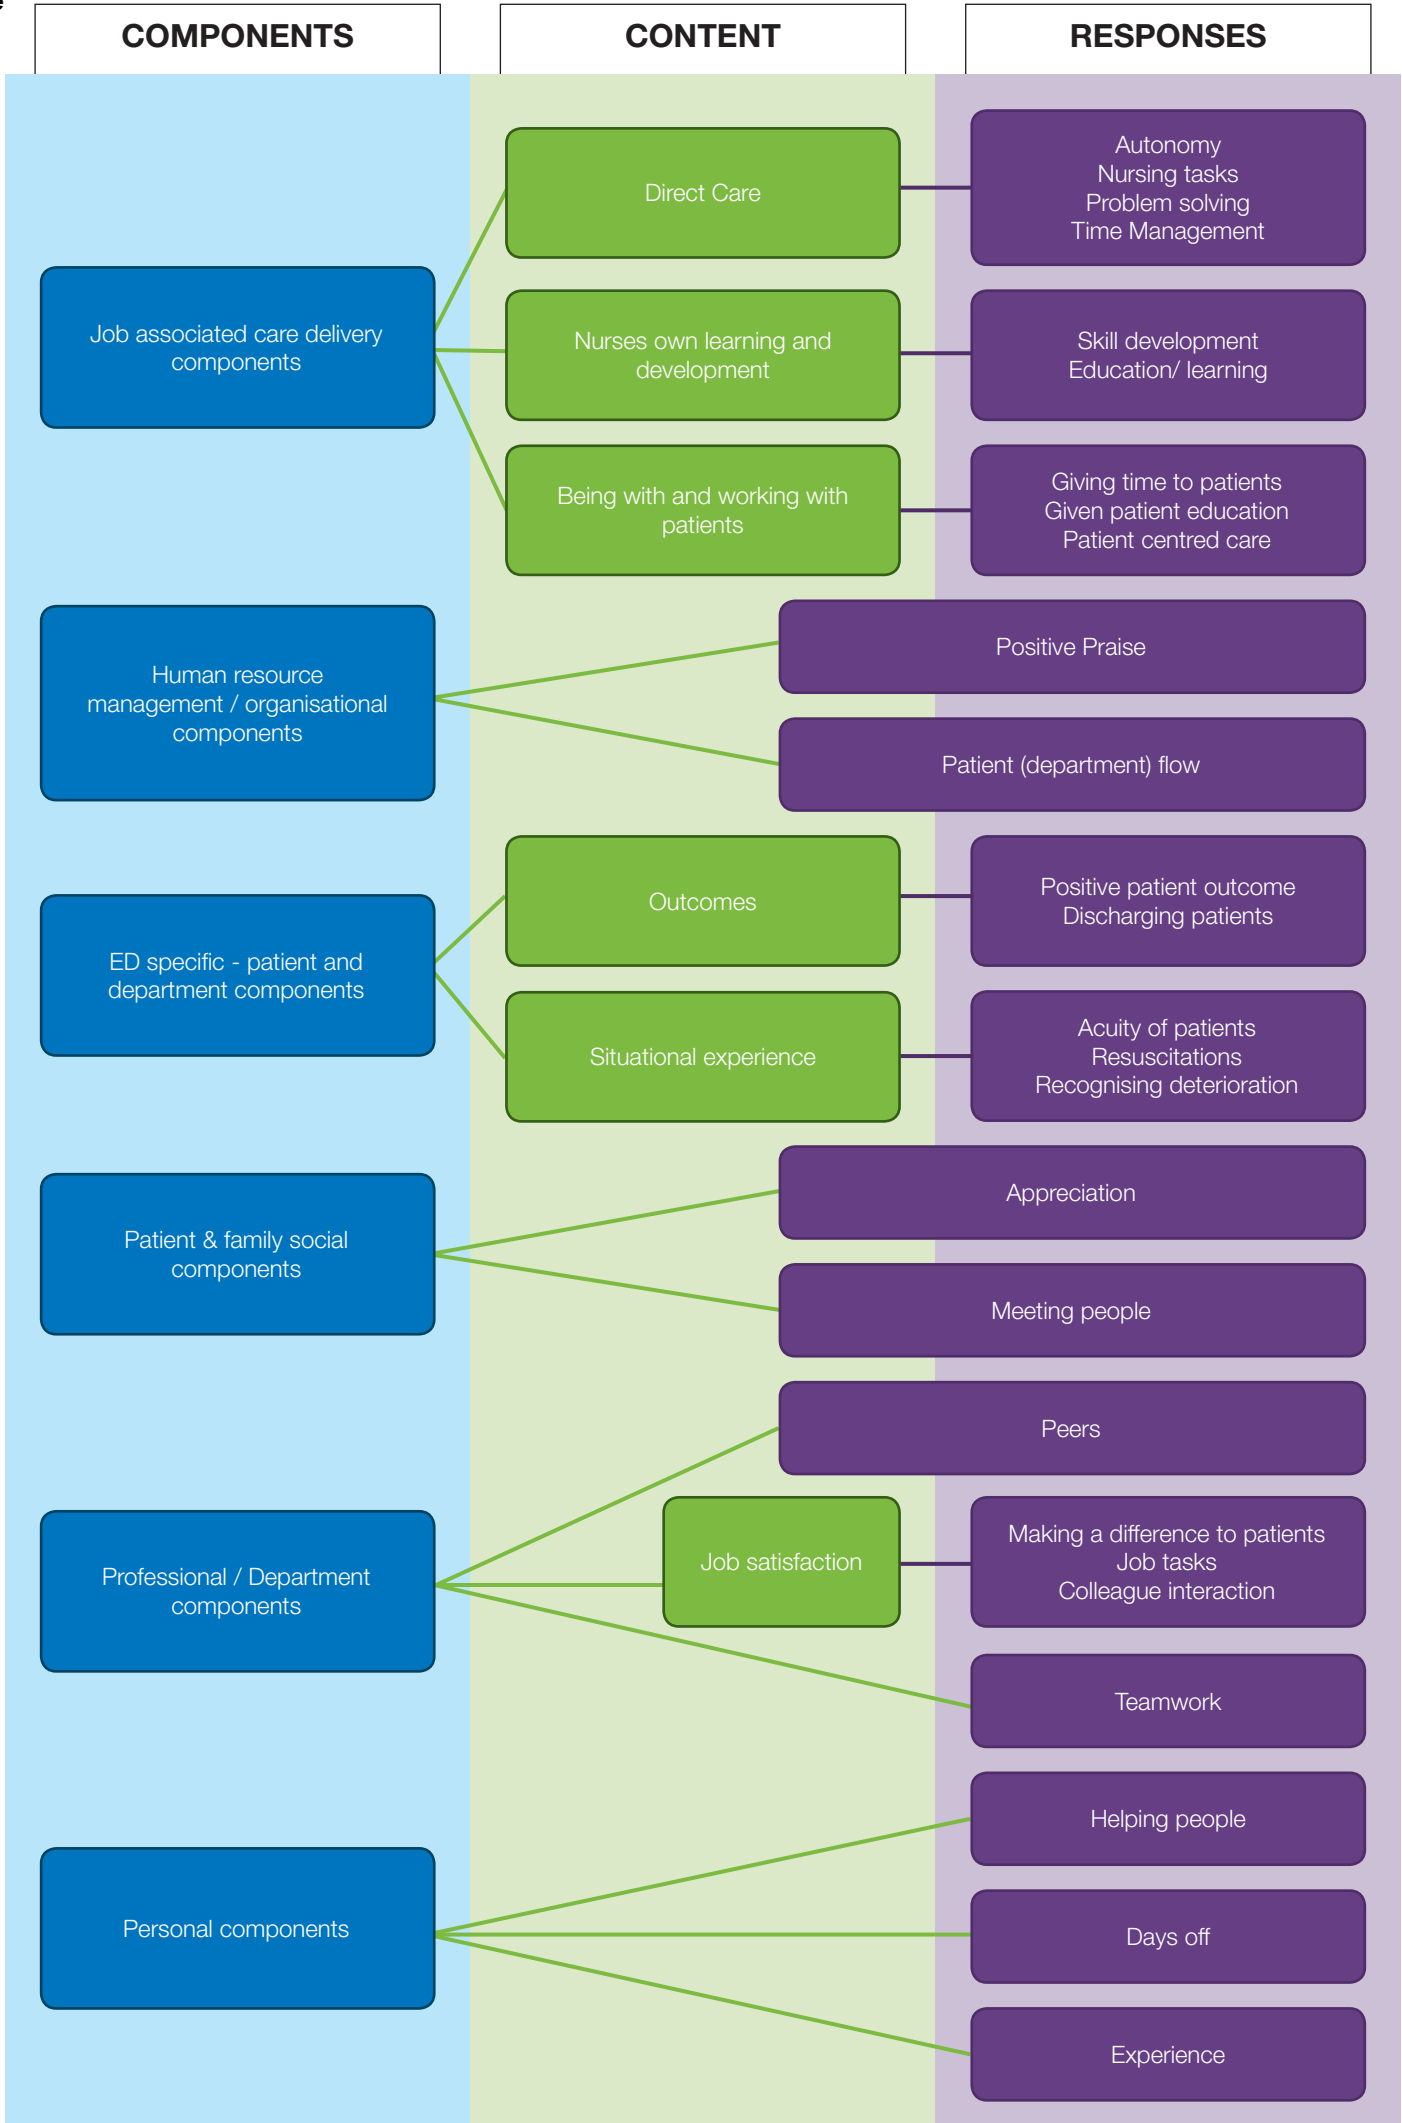 COMPONENTS
CONTENT
RESPONSES
Job associated care delivery
components
Direct Care
Autonomy
Nursing tasks
Problem solving
Time Management
Nurses own learning and
development
Skill development
Education/ learning
Being with and working with
patients
Giving time to patients
Given patient education
Patient centred care
Human resource
management / organisational
components
Positive Praise
Patient (department) flow
ED specific - patient and
department components
Outcomes
Positive patient outcome
Discharging patients
Situational experience
Acuity of patients
Resuscitations
Recognising deterioration
Patient & family social
components
Appreciation
Meeting people
Professional / Department
components
Peers
Job satisfaction
Making a difference to patients
Job tasks
Colleague interaction
Teamwork
Personal components
Helping people
Days off
Experience